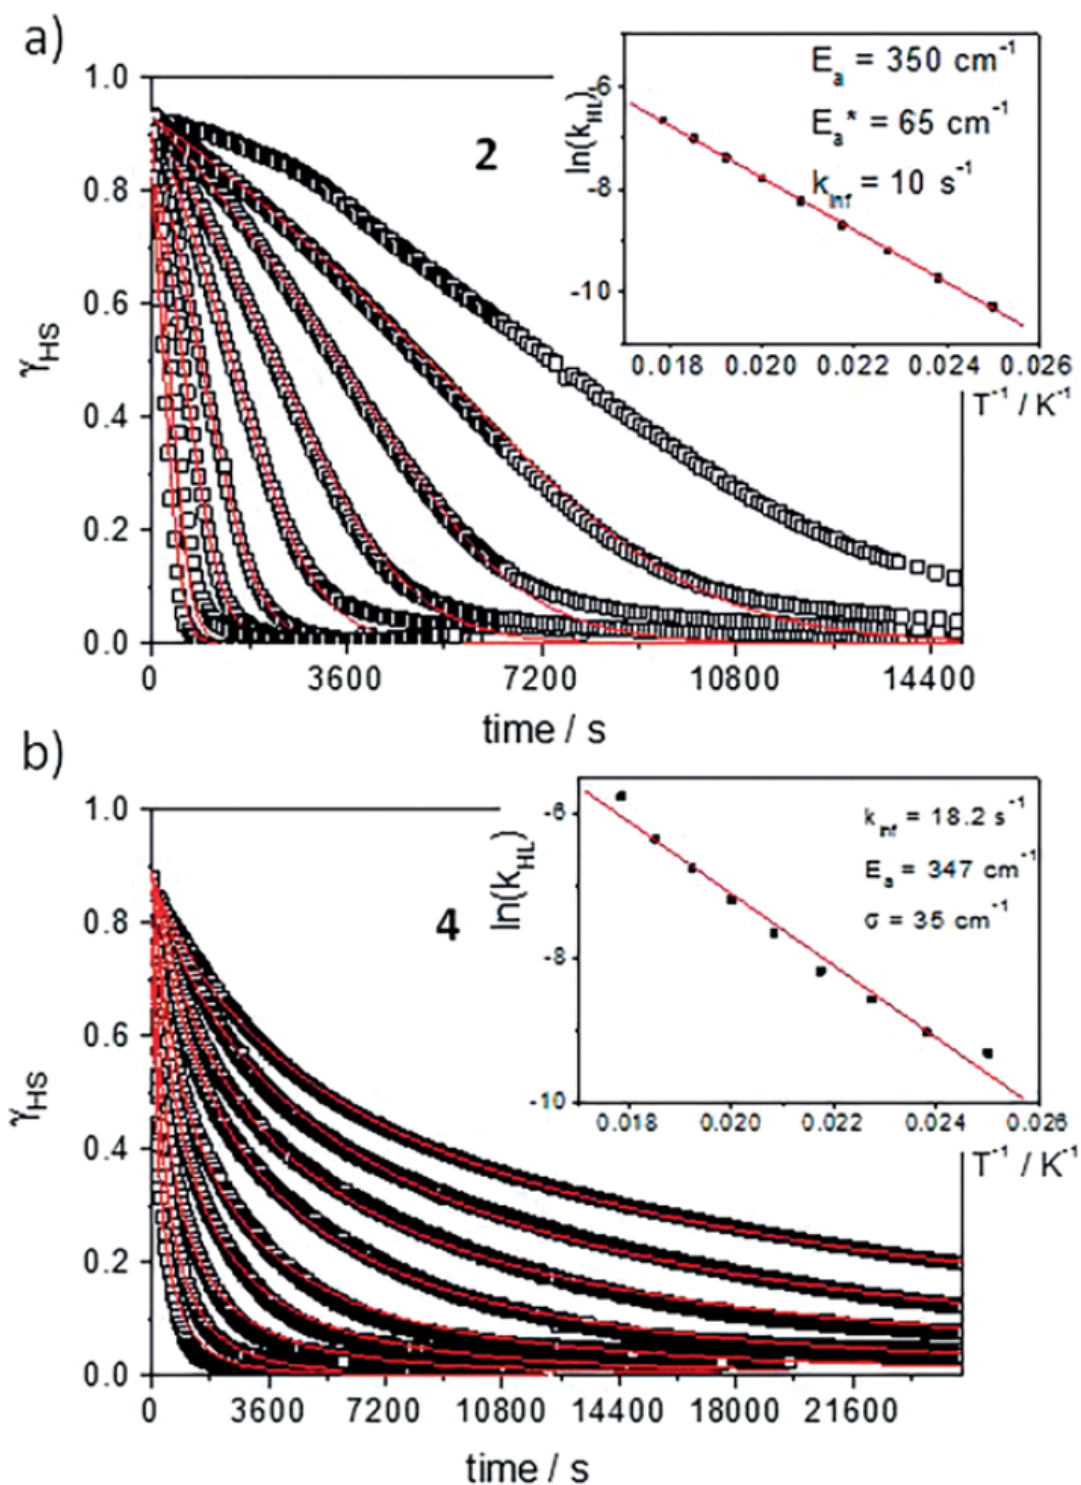 a)
1.0
0.8
0.6
0.4
0.2
0.0
γHS
2
0 3600 7200 10800 14400
time / s
ln(kHL)
-6
-8
-10
Ea = 350 cm-1
Ea* = 65 cm-1
kinf = 10 s-1
0.018 0.020 0.022 0.024 0.026
T-1 / K-1
b)
1.0
0.8
0.6
0.4
0.2
0.0
γHS
4
0 3600 7200 10800 14400 18000 21600
time / s
ln(kHL)
-6
-8
-10
kinf = 18.2 s-1
Ea = 347 cm-1
σ = 35 cm-1
0.018 0.020 0.022 0.024 0.026
T-1 / K-1